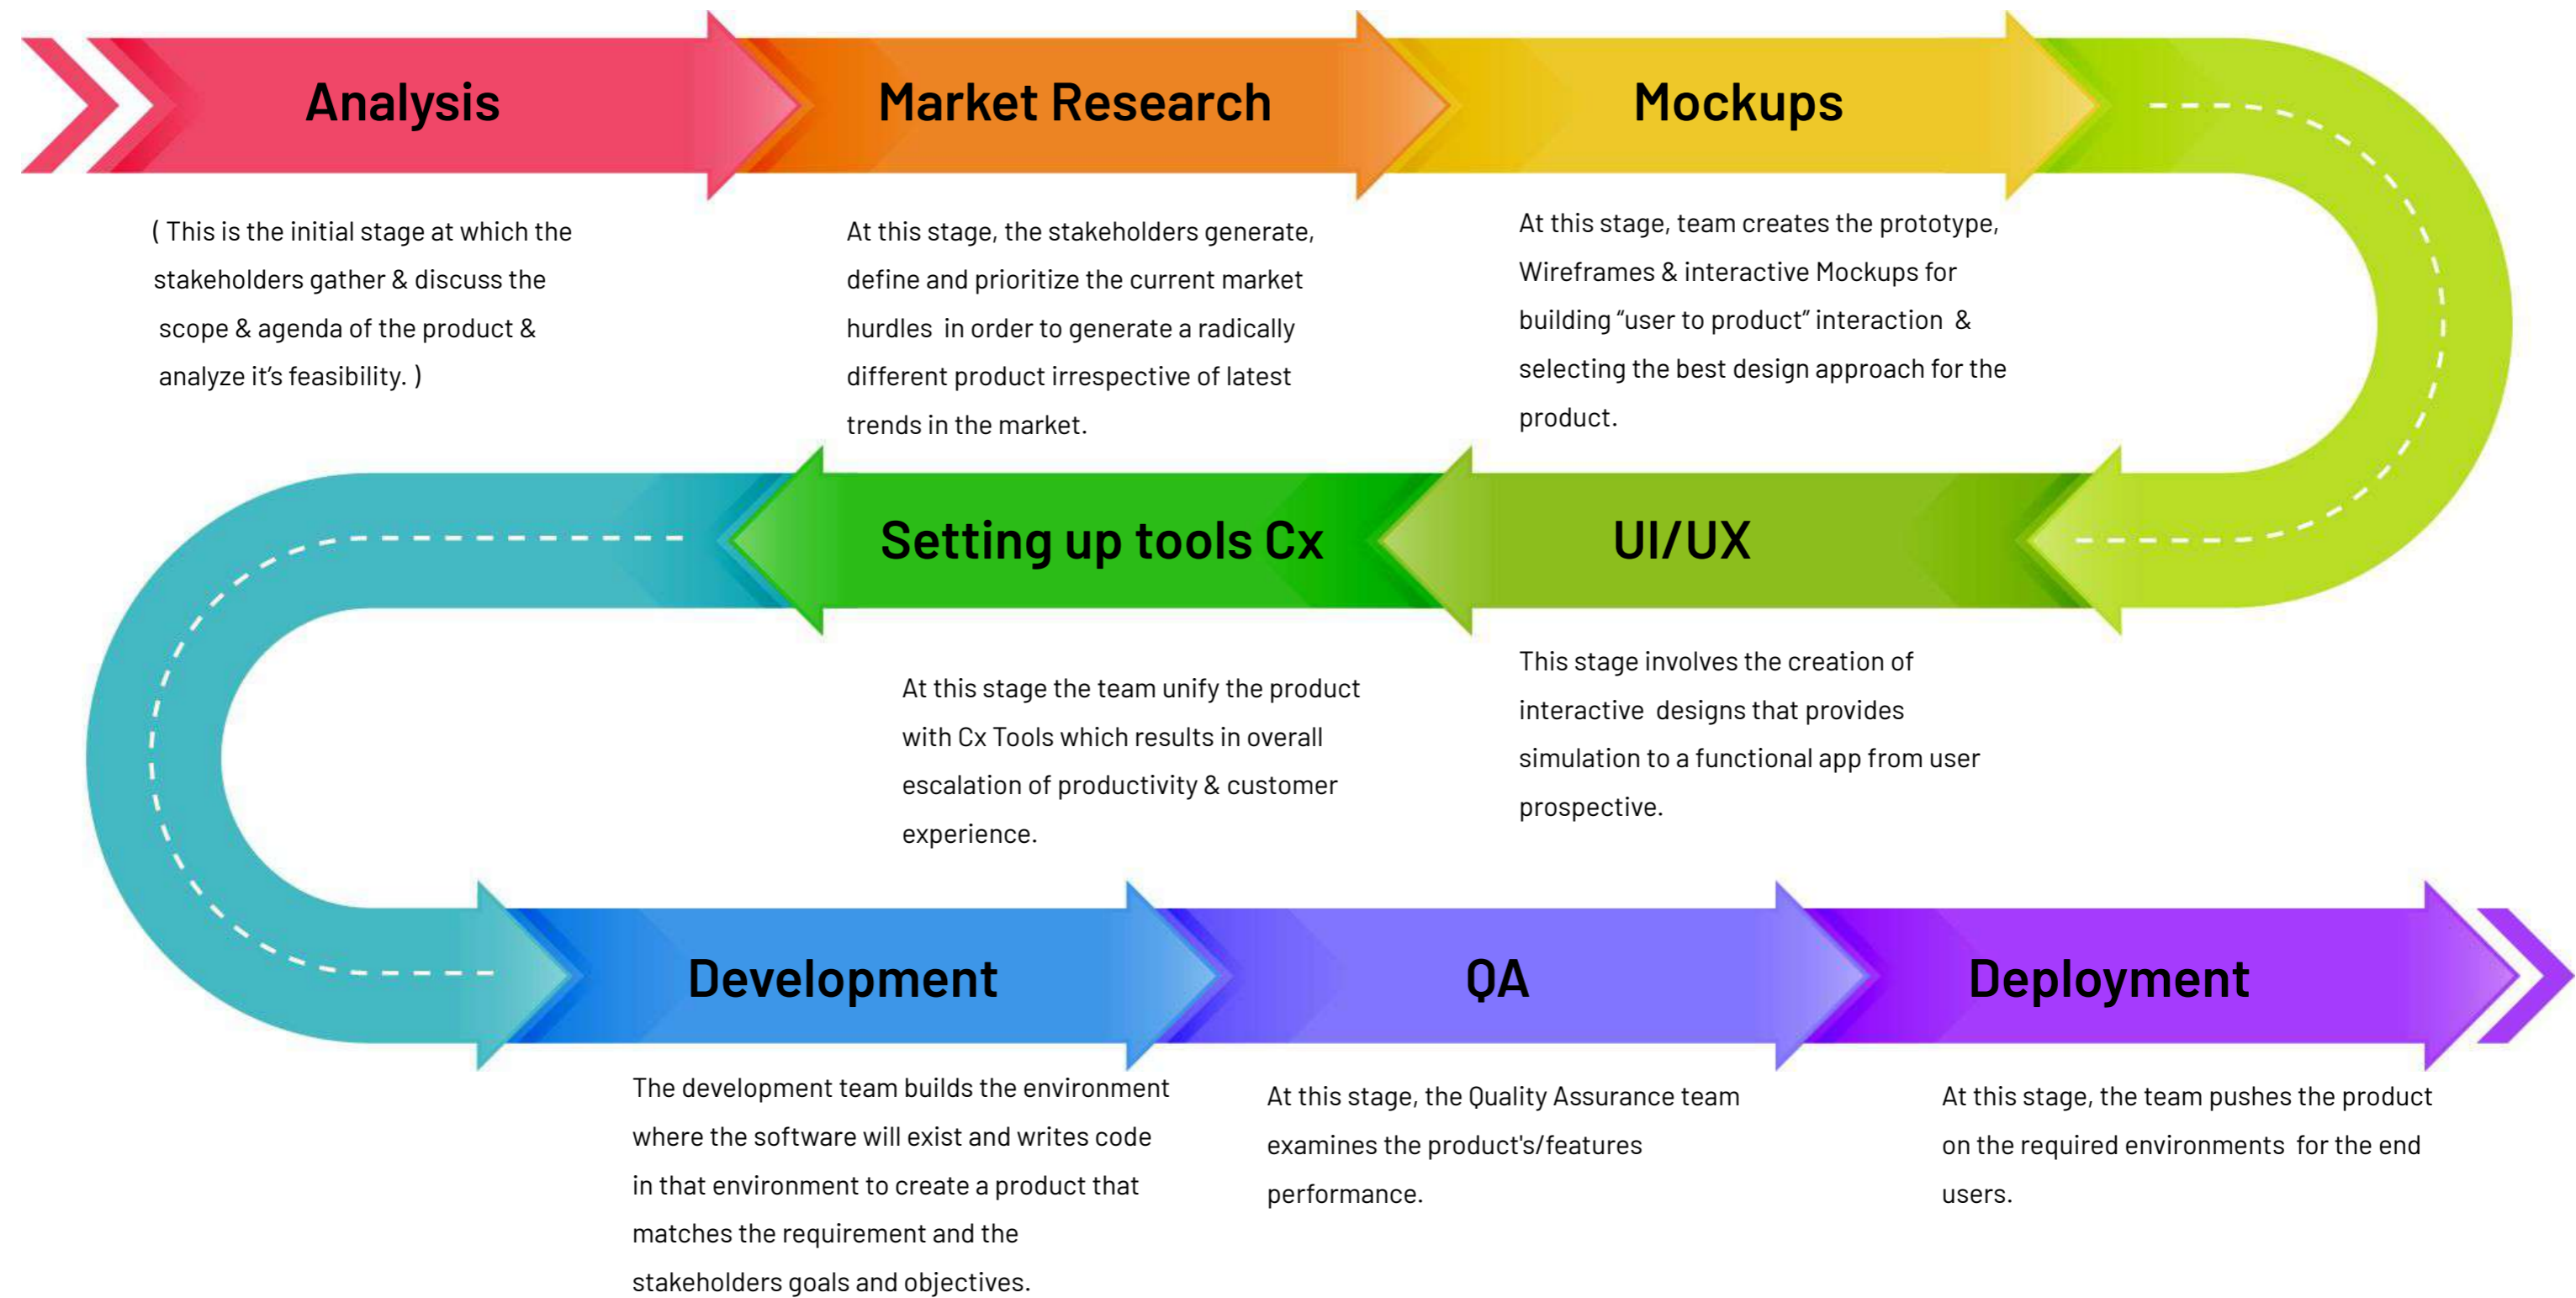 Analysis
( This is the initial stage at which the
stakeholders gather & discuss the
scope & agenda of the product &
analyze it’s feasibility. )
Market Research
At this stage, the stakeholders generate,
define and prioritize the current market
hurdles in order to generate a radically
different product irrespective of latest
trends in the market.
Mockups
At this stage, team creates the prototype,
Wireframes & interactive Mockups for
building “user to product” interaction &
selecting the best design approach for the
product.
UI/UX
This stage involves the creation of
interactive designs that provides
simulation to a functional app from user
prospective.
Setting up tools Cx
At this stage the team unify the product
with Cx Tools which results in overall
escalation of productivity & customer
experience.
Development
The development team builds the environment
where the software will exist and writes code
in that environment to create a product that
matches the requirement and the
stakeholders goals and objectives.
QA
At this stage, the Quality Assurance team
examines the product's/features
performance.
Deployment
At this stage, the team pushes the product
on the required environments for the end
users.